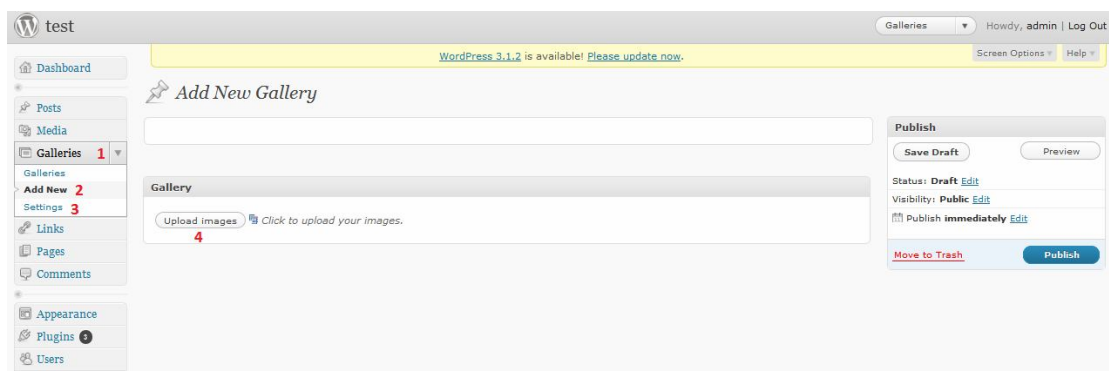 test
Galleries
Howdy, admin | Log Out
WordPress 3.1.2 is available! Please update now.
Screen Options
Help
Dashboard
Posts
Media
Galleries 1
Galleries
Add New 2
Settings 3
Links
Pages
Comments
Appearance
Plugins
Users
Add New Gallery
Gallery
Upload images Click to upload your images.
4
Publish
Save Draft
Preview
Status: Draft Edit
Visibility: Public Edit
Publish immediately Edit
Move to Trash
Publish